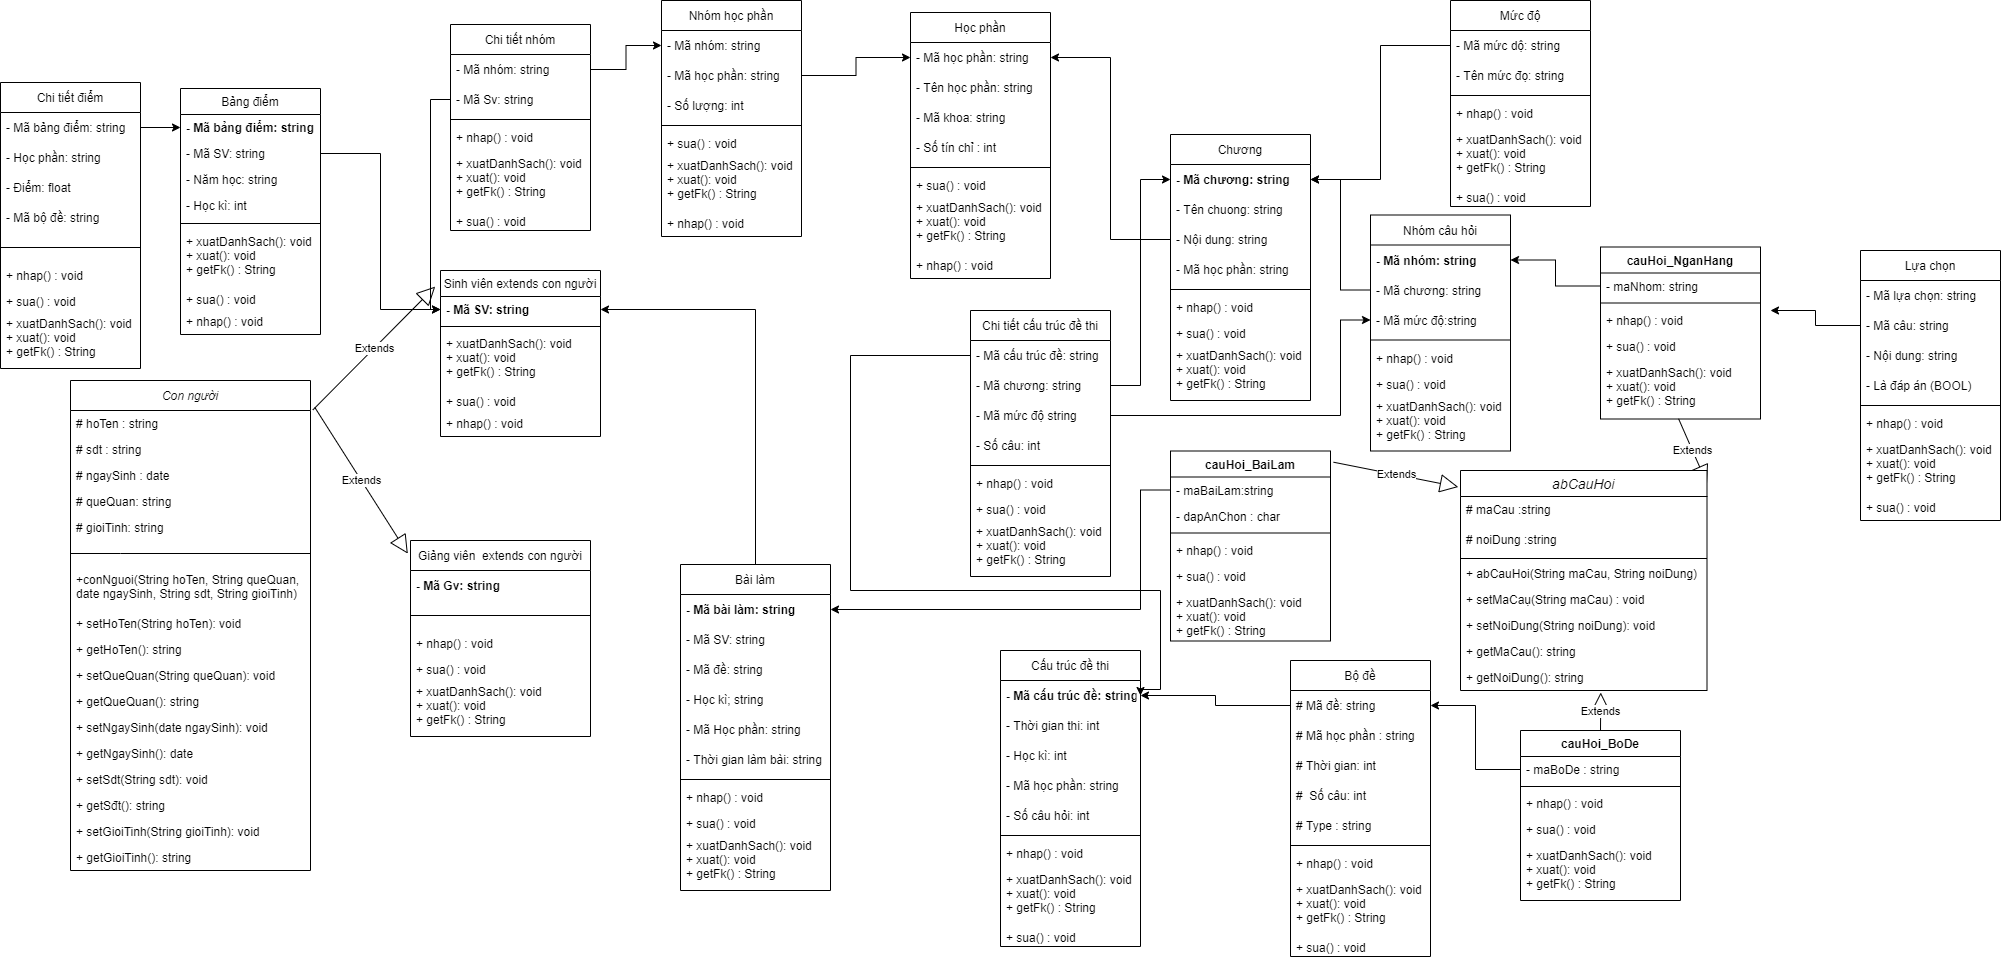 Chi tiết điểm
- Mã bảng điểm: string
- Học phần: string
- Điểm: float
- Mã bộ đề: string
+ nhap() : void
+ sua() : void
+ xuatDanhSach(): void
+ xuat(): void
+ getFk() : String
Bảng điểm
- Mã bảng điểm: string
- Mã SV: string
- Năm học: string
- Học kì: int
+ xuatDanhSach(): void
+ xuat(): void
+ getFk() : String
+ sua() : void
+ nhap() : void
Chi tiết nhóm
- Mã nhóm: string
- Mã Sv: string
+ nhap() : void
+ xuatDanhSach(): void
+ xuat(): void
+ getFk() : String
+ sua() : void
Nhóm học phần
- Mã nhóm: string
- Mã học phần: string
- Số lượng: int
+ sua() : void
+ xuatDanhSach(): void
+ xuat(): void
+ getFk() : String
+ nhap() : void
Học phần
- Mã học phần: string
- Tên học phần: string
- Mã khoa: string
- Số tín chỉ : int
+ sua() : void
+ xuatDanhSach(): void
+ xuat(): void
+ getFk() : String
+ nhap() : void
Chương
- Mã chương: string
- Tên chuong: string
- Nội dung: string
- Mã học phần: string
+ nhap() : void
+ sua() : void
+ xuatDanhSach(): void
+ xuat(): void
+ getFk() : String
Mức độ
- Mã mức dộ: string
- Tên mức đọ: string
+ nhap() : void
+ xuatDanhSach(): void
+ xuat(): void
+ getFk() : String
+ sua() : void
Nhóm câu hỏi
- Mã nhóm: string
- Mã chương: string
- Mã mức độ:string
+ nhap() : void
+ sua() : void
+ xuatDanhSach(): void
+ xuat(): void
+ getFk() : String
cauHoi_NganHang
- maNhom: string
+ nhap() : void
+ sua() : void
+ xuatDanhSach(): void
+ xuat(): void
+ getFk() : String
Lựa chọn
- Mã lựa chọn: string
- Mã câu: string
- Nội dung: string
- Là đáp án (BOOL)
+ nhap() : void
+ xuatDanhSach(): void
+ xuat(): void
+ getFk() : String
+ sua() : void
Sinh viên extends con người
- Mã SV: string
+ xuatDanhSach(): void
+ xuat(): void
+ getFk() : String
+ sua() : void
+ nhap() : void
Extends
Con người
# hoTen : string
# sdt : string
# ngaySinh : date
# queQuan: string
# gioiTinh: string
+conNguoi(String hoTen, String queQuan,
date ngaySinh, String sdt, String gioiTinh)
+ setHoTen(String hoTen): void
+ getHoTen(): string
+ setQueQuan(String queQuan): void
+ getQueQuan(): string
+ setNgaySinh(date ngaySinh): void
+ getNgaySinh(): date
+ setSdt(String sdt): void
+ getSđt(): string
+ setGioiTinh(String gioiTinh): void
+ getGioiTinh(): string
Extends
Giảng viên  extends con người
- Mã Gv: string
+ nhap() : void
+ sua() : void
+ xuatDanhSach(): void
+ xuat(): void
+ getFk() : String
Chi tiết cấu trúc đề thi
- Mã cấu trúc đề: string
- Mã chương: string
- Mã mức độ string
- Số câu: int
+ nhap() : void
+ sua() : void
+ xuatDanhSach(): void
+ xuat(): void
+ getFk() : String
cauHoi_BaiLam
- maBaiLam:string
- dapAnChon : char
+ nhap() : void
+ sua() : void
+ xuatDanhSach(): void
+ xuat(): void
+ getFk() : String
Extends
Extends
abCauHoi
# maCau :string
# noiDung :string
+ abCauHoi(String maCau, String noiDung)
+ setMaCau(String maCau) : void
+ setNoiDung(String noiDung): void
+ getMaCau(): string
+ getNoiDung(): string
Extends
Bài làm
- Mã bài làm: string
- Mã SV: string
- Mã đề: string
- Học kì; string
- Mã Học phần: string
- Thời gian làm bài: string
+ nhap() : void
+ sua() : void
+ xuatDanhSach(): void
+ xuat(): void
+ getFk() : String
Cấu trúc đề thi
- Mã cấu trúc đề: string
- Thời gian thi: int
- Học kì: int
- Mã học phần: string
- Số câu hỏi: int
+ nhap() : void
+ xuatDanhSach(): void
+ xuat(): void
+ getFk() : String
+ sua() : void
Bộ đề
# Mã đề: string
# Mã học phần : string
# Thời gian: int
#  Số câu: int
# Type : string
+ nhap() : void
+ xuatDanhSach(): void
+ xuat(): void
+ getFk() : String
+ sua() : void
cauHoi_BoDe
- maBoDe : string
+ nhap() : void
+ sua() : void
+ xuatDanhSach(): void
+ xuat(): void
+ getFk() : String